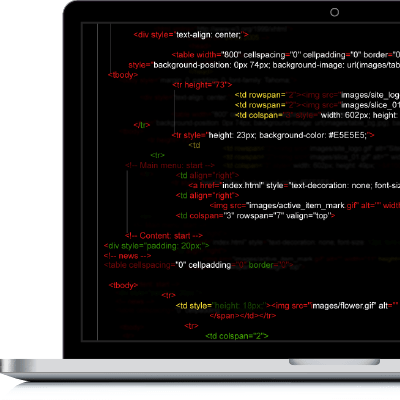 <div style="text-align: center;">
<table width="800" cellspacing="0" cellpadding="0" border="0
style="background-position: 0px 74px; background-image: url(images/tab
<tbody>
<tr height="73">
<td rowspan="2"><img src="images/site_log
<td rowspan="2"><img src="images/slice_01
<td colspan="6" style=" width: 602px; height:
</tr>
<tr style="height: 23px; background-color: #E5E5E5;">
<td
<tr>
<!-- Main menu: start -->
<td align="right">
<a href="index.html" style="text-decoration: none; font-siz
<td align="right">
<img src="images/active_item_mark.gif" alt="" width
<td colspan="3" rowspan="7" valign="top">
<!-- Content: start -->
<div style="padding: 20px;">
<!-- news -->
<table cellspacing="0" cellpadding="0" border="
<tbody>
<tr>
<td style="height: 18px;"><img src="images/flower.gif" alt="
</span></td></tr>
<tr>
<td colspan="2">